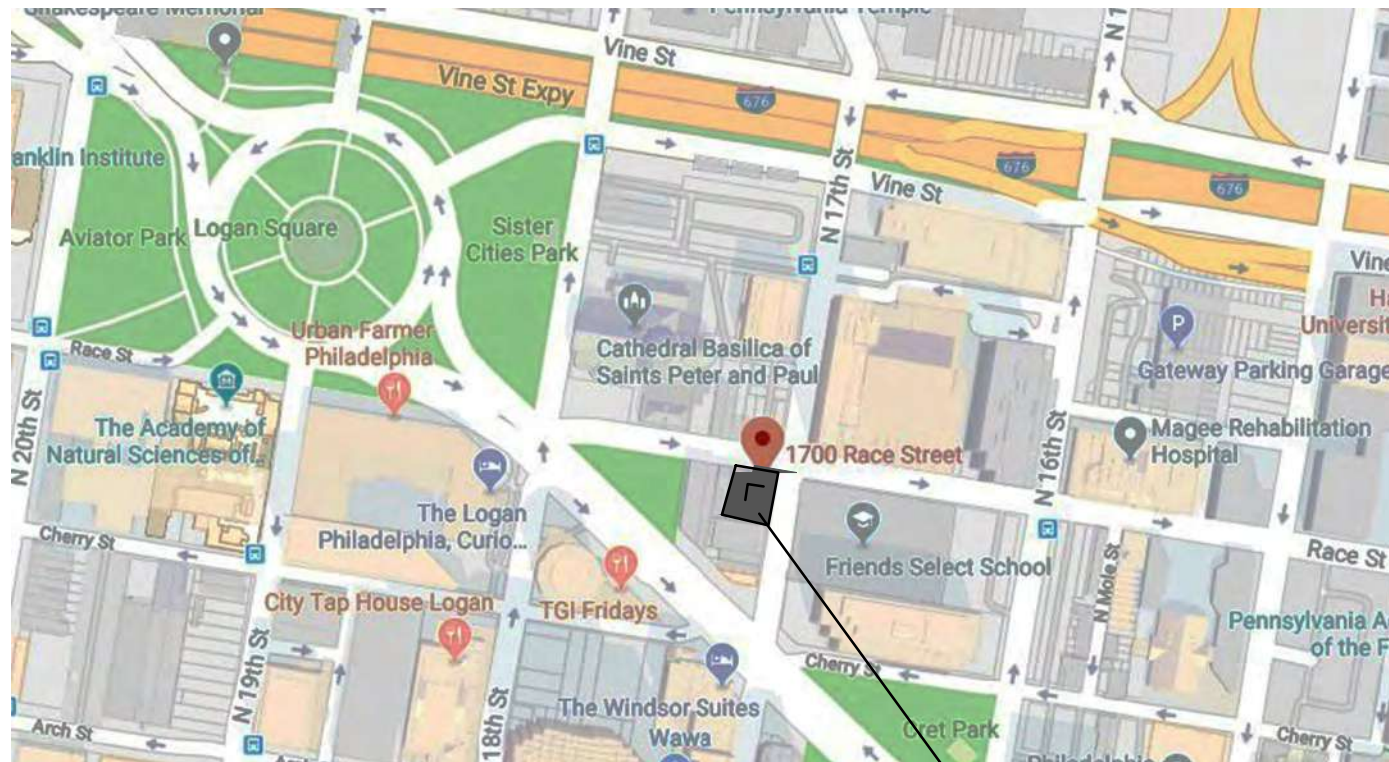 Shakespeare Memorial
Pennsylvania Temple
N 1
Vine St
Vine St Expy
676
676
676
anklin Institute
N 17th St
Vine St
Aviator Park
Logan Square
Sister
Cities Park
Vine
H
Universit
P
Urban Farmer
Philadelphia
Cathedral Basilica of
Saints Peter and Paul
Gateway Parking Garage
Race St
N 20th St
The Academy of
Natural Sciences of...
1700 Race Street
N 16th St
Magee Rehabilitation
Hospital
The Logan
Philadelphia, Curio...
Cherry St
Race St
Friends Select School
N Mole St
City Tap House Logan
TGI Fridays
Pennsylvania A
of the F
N 19th St
18th St
Cherry St
The Windsor Suites
Wawa
Cret Park
Arch St
Cherry St
Philadelphia